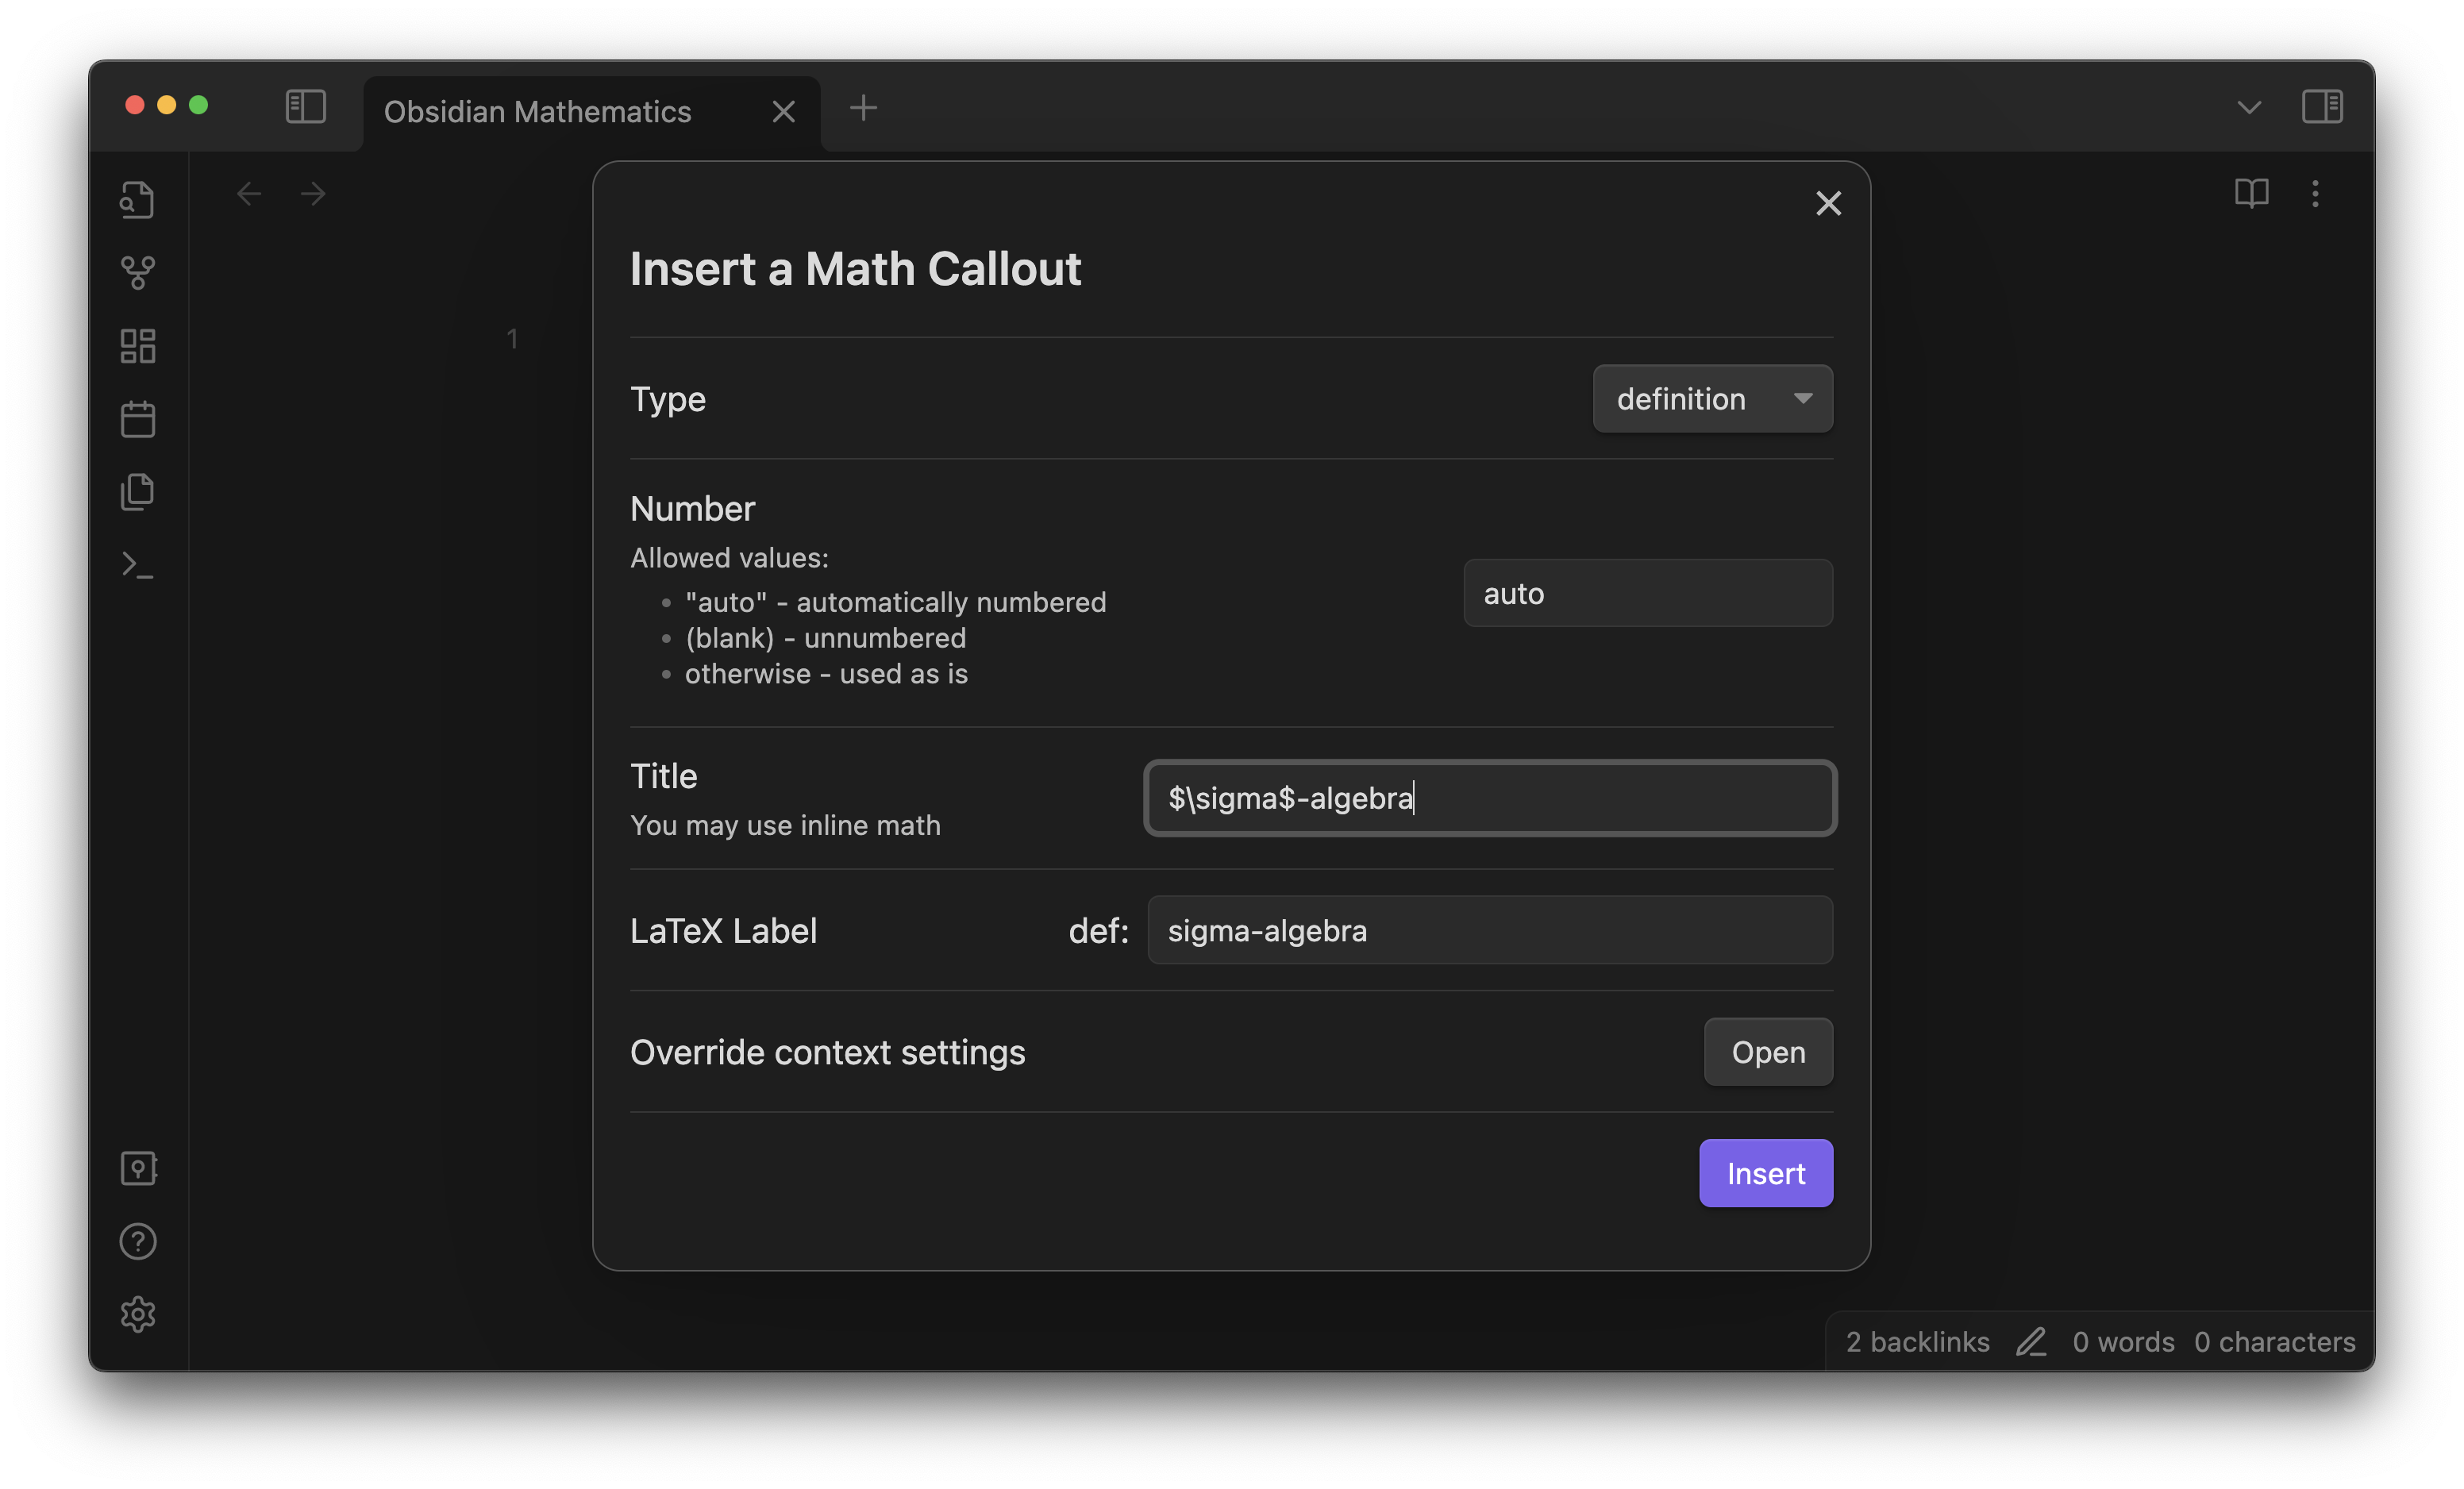 Obsidian Mathematics
1
Insert a Math Callout
Type
definition
Number
Allowed values:
"auto" - automatically numbered
(blank) - unnumbered
otherwise - used as is
auto
Title
You may use inline math
$\sigma$-algebra
LaTeX Label
def:
sigma-algebra
Override context settings
Open
Insert
2 backlinks 0 words 0 characters